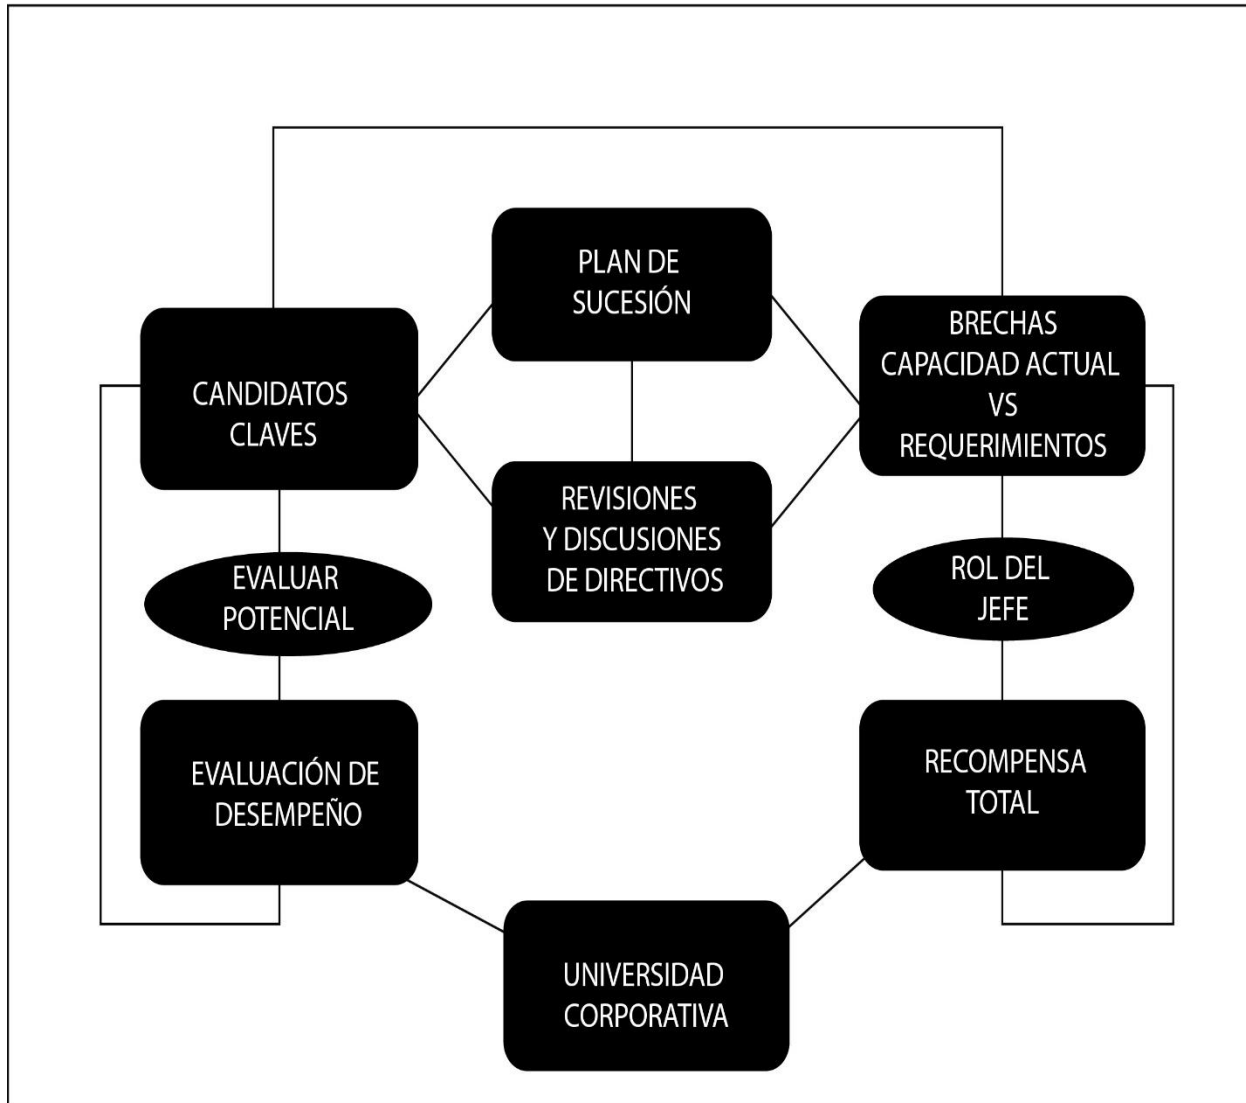 PLAN DE
SUCESIÓN
CANDIDATOS
CLAVES
BRECHAS
CAPACIDAD ACTUAL
VS
REQUERIMIENTOS
REVISIONES
Y DISCUSIONES
DE DIRECTIVOS
EVALUAR
POTENCIAL
ROL DEL
JEFE
EVALUACIÓN DE
DESEMPEÑO
RECOMPENSA
TOTAL
UNIVERSIDAD
CORPORATIVA